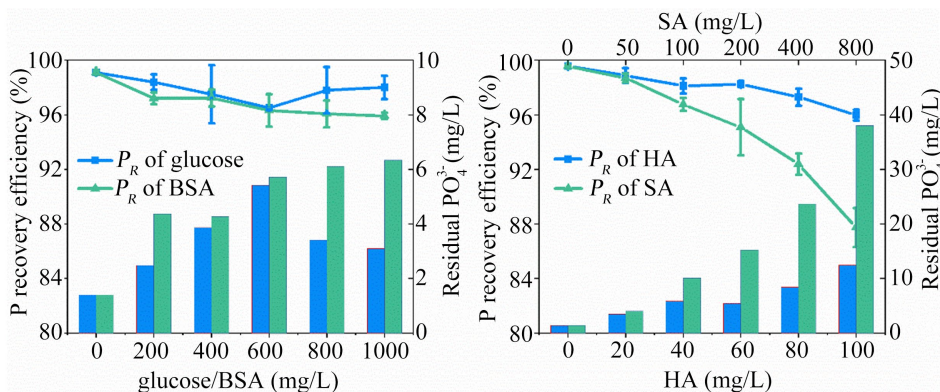 SA (mg/L)
0 50 100 200 400 800
100
96
92
88
84
80
P recovery efficiency (%)
P_R of glucose
P_R of BSA
10
8
6
4
2
0
Residual PO₄³⁻ (mg/L)
0 200 400 600 800 1000
glucose/BSA (mg/L)
100
96
92
88
84
80
P recovery efficiency (%)
P_R of HA
P_R of SA
50
40
30
20
10
0
Residual PO₄³⁻ (mg/L)
0 20 40 60 80 100
HA (mg/L)